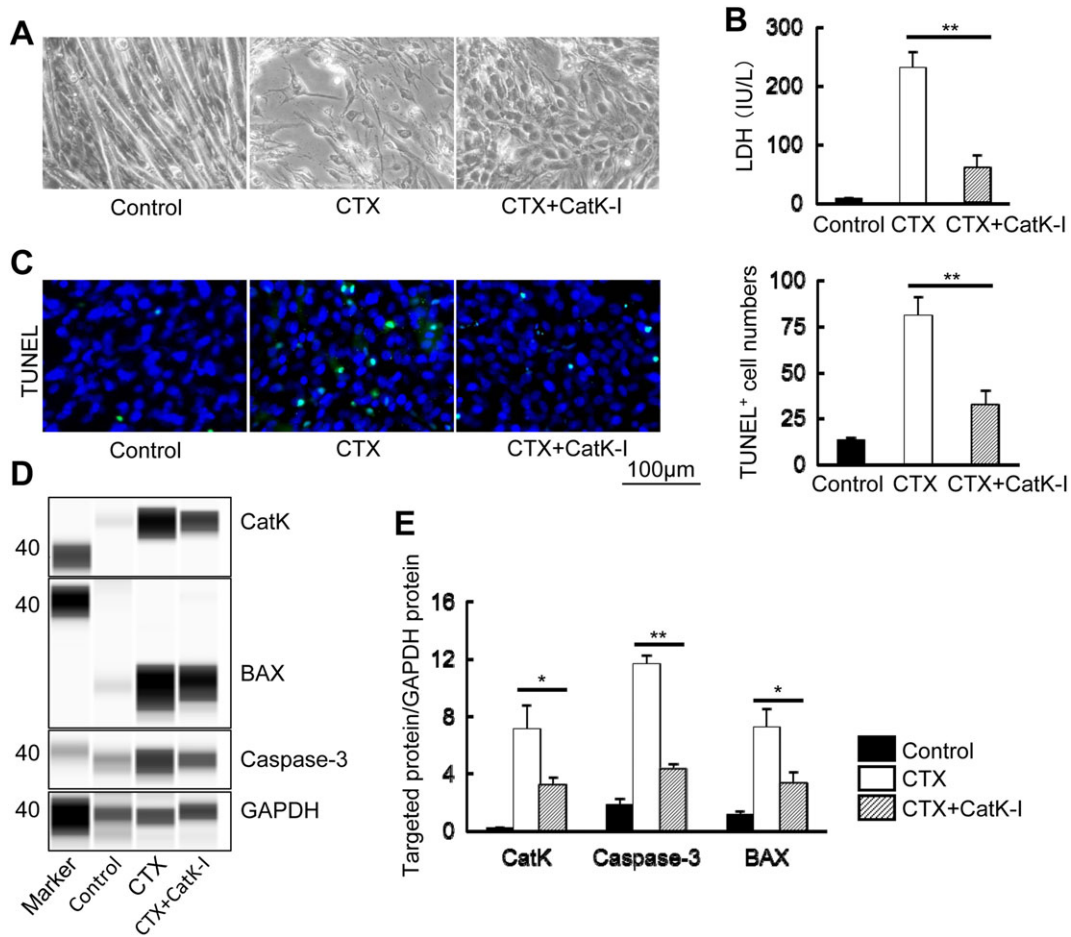 A
Control
CTX
CTX+CatK-I
B
LDH (IU/L)
300
200
100
0
**
Control CTX CTX+CatK-I
C
TUNEL
Control
CTX
CTX+CatK-I
100μm
TUNEL+ cell numbers
100
75
50
25
0
**
Control CTX CTX+CatK-I
D
40
CatK
40
BAX
40
Caspase-3
40
GAPDH
Marker
Control
CTX
CTX+CatK-I
E
Targeted protein/GAPDH protein
16
12
8
4
0
*
**
*
CatK
Caspase-3
BAX
Control
CTX
CTX+CatK-I